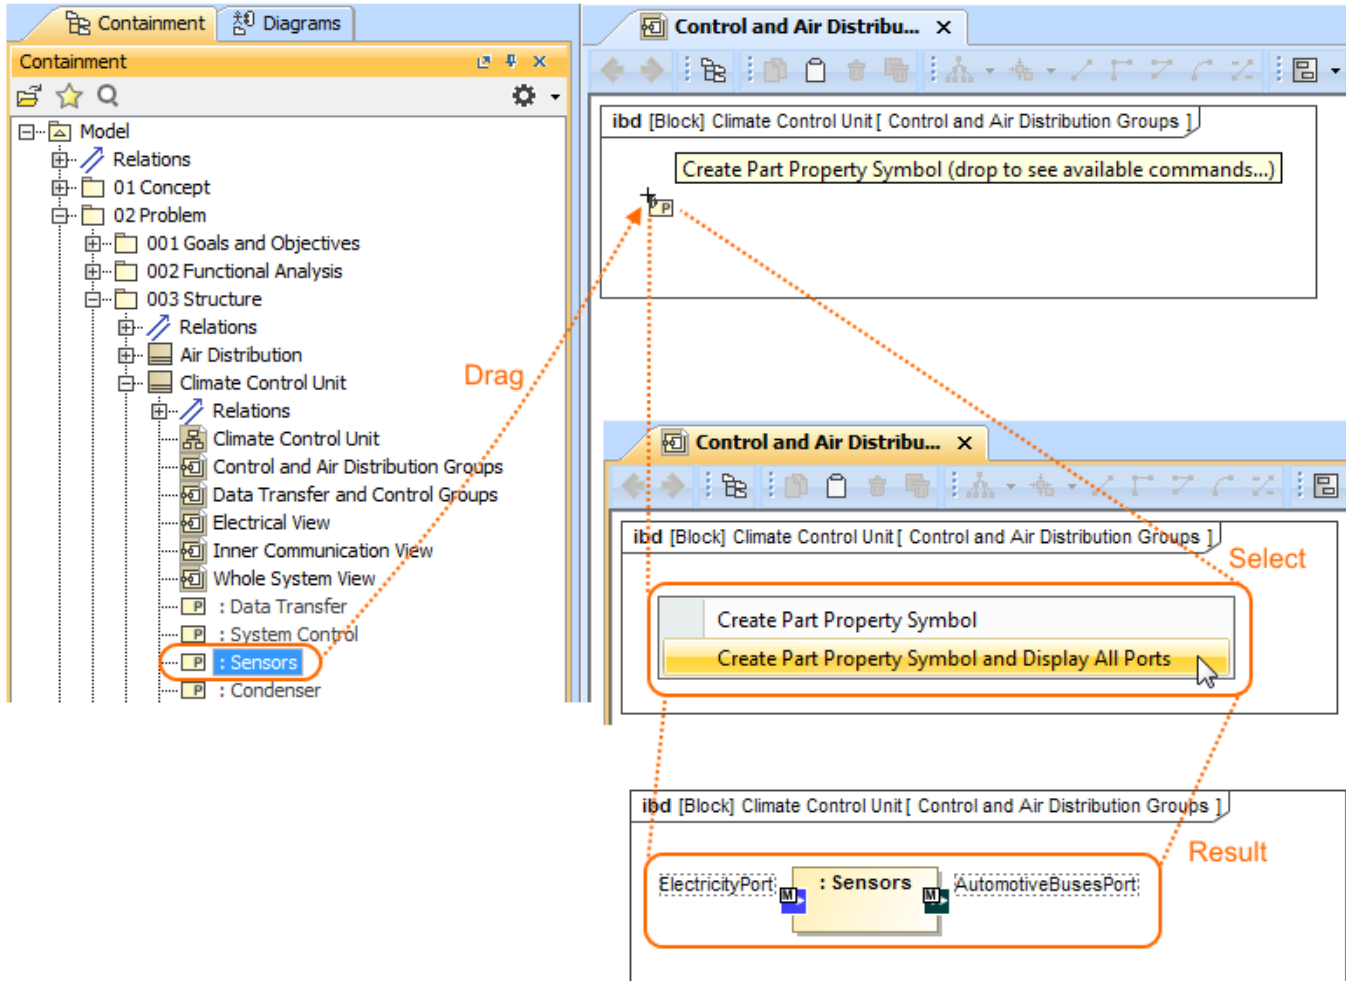 Containment
Diagrams
Containment
Model
Relations
01 Concept
02 Problem
001 Goals and Objectives
002 Functional Analysis
003 Structure
Relations
Air Distribution
Climate Control Unit
Relations
Climate Control Unit
Control and Air Distribution Groups
Data Transfer and Control Groups
Electrical View
Inner Communication View
Whole System View
P : Data Transfer
P : System Control
P : Sensors
P : Condenser
Drag
Control and Air Distribu... x
ibd [Block] Climate Control Unit [ Control and Air Distribution Groups ]
Create Part Property Symbol (drop to see available commands...)
P
Control and Air Distribu... x
ibd [Block] Climate Control Unit [ Control and Air Distribution Groups ]
Select
Create Part Property Symbol
Create Part Property Symbol and Display All Ports
ibd [Block] Climate Control Unit [ Control and Air Distribution Groups ]
Result
ElectricityPort
M
: Sensors
M
AutomotiveBusesPort